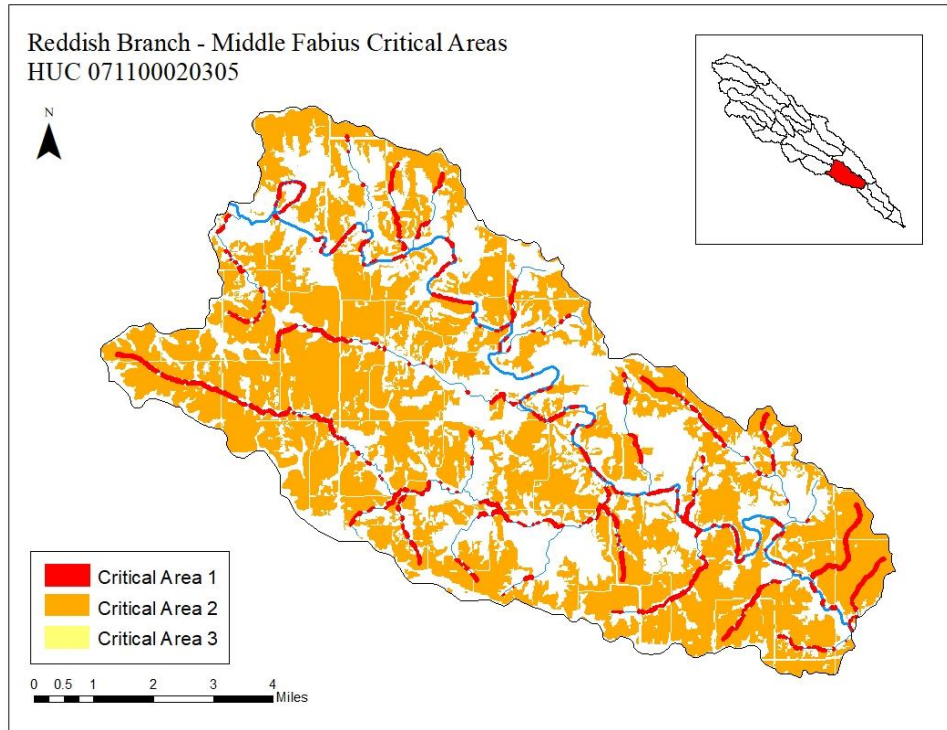 Reddish Branch - Middle Fabius Critical Areas
HUC 071100020305
N
Critical Area 1
Critical Area 2
Critical Area 3
0 0.5 1 2 3 4
Miles